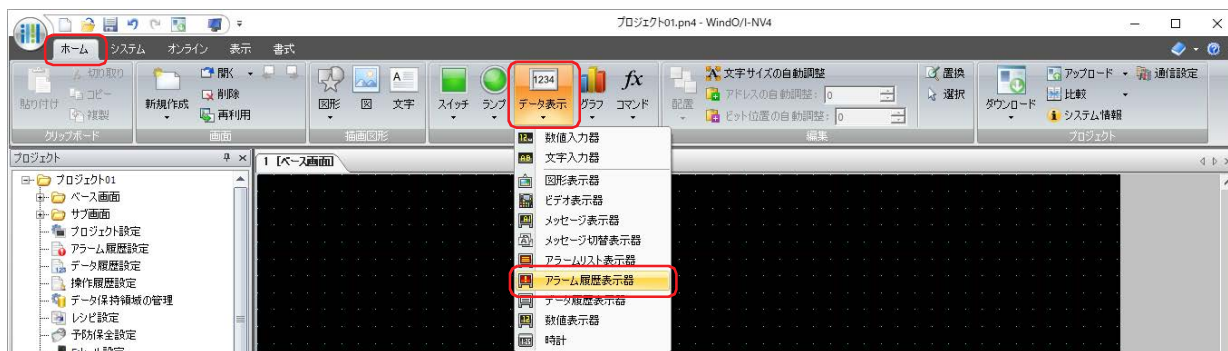 プロジェクト01.pn4 - WindO/I-NV4
ホーム システム オンライン 表示 書式
貼り付け 切り取り コピー 複製
クリップボード
新規作成 開く 削除 再利用
画面
図形 図 文字
描画図形
スイッチ ランプ データ表示 グラフ コマンド
配置 文字サイズの自動調整
アドレスの自動調整: 0
ビット位置の自動調整: 0
置換
選択
編集
ダウンロード アップロード 通信設定
比較
システム情報
プロジェクト
プロジェクト
1 [ベース画面]
プロジェクト01
ベース画面
サブ画面
プロジェクト設定
アラーム履歴設定
データ履歴設定
操作履歴設定
データ保持領域の管理
レシピ設定
予防保全設定
数値入力器
文字入力器
図形表示器
ビデオ表示器
メッセージ表示器
メッセージ切替表示器
アラームリスト表示器
アラーム履歴表示器
データ履歴表示器
数値表示器
時計